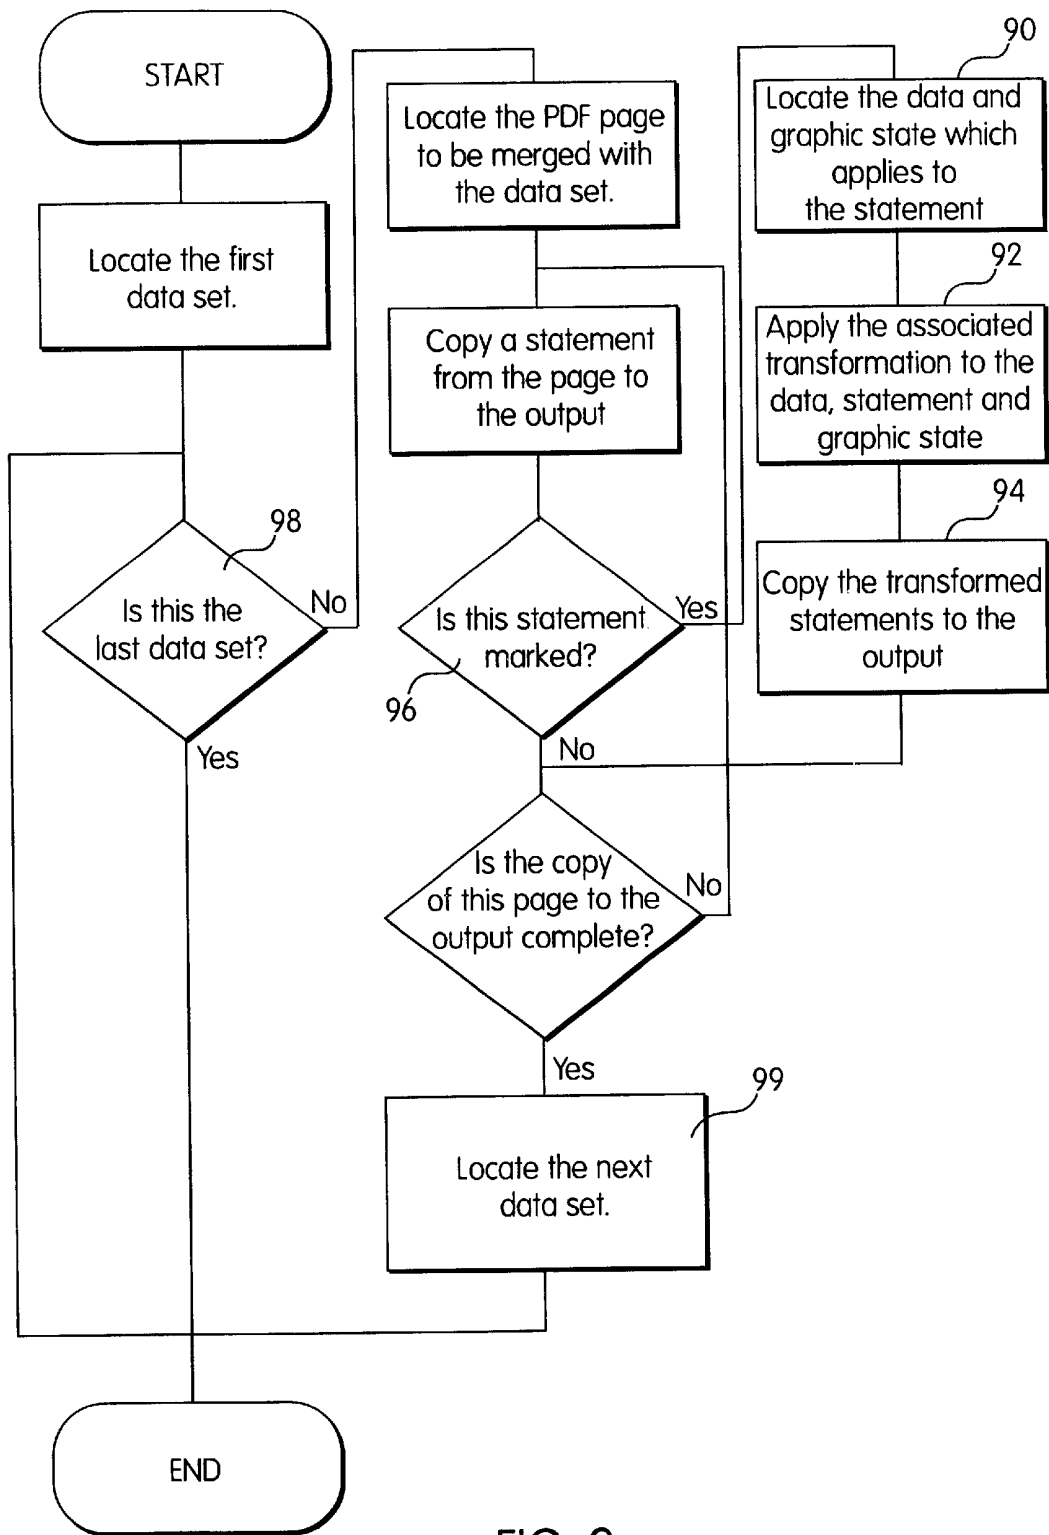 START
Locate the first
data set.
98
Is this the
last data set?
No
Yes
Locate the PDF page
to be merged with
the data set.
Copy a statement
from the page to
the output
Is this statement
marked?
Yes
96
No
90
Locate the data and
graphic state which
applies to
the statement
92
Apply the associated
transformation to the
data, statement and
graphic state
94
Copy the transformed
statements to the
output
Is the copy
of this page to the
output complete?
No
Yes
99
Locate the next
data set.
END